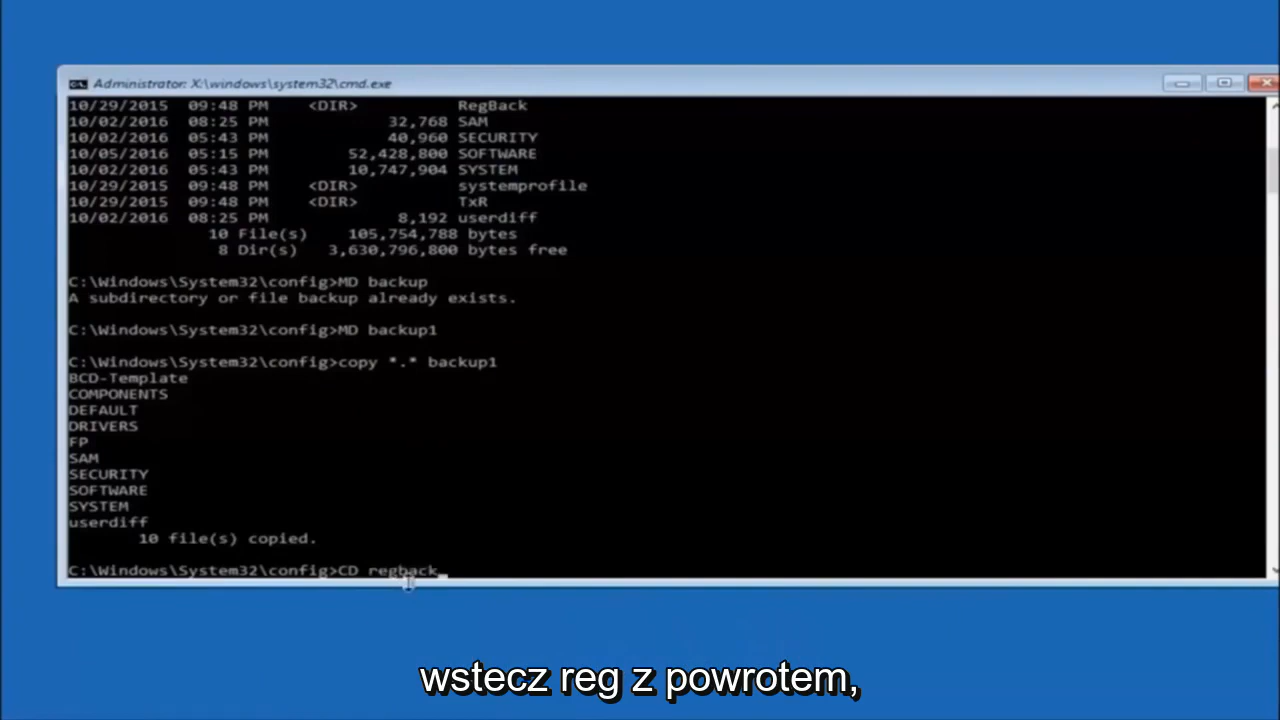 Administrator: X:\windows\system32\cmd.exe
10/29/2015 09:48 PM <DIR> RegBack
10/02/2016 08:25 PM 32,768 SAM
10/02/2016 05:43 PM 40,960 SECURITY
10/05/2016 05:15 PM 52,428,800 SOFTWARE
10/02/2016 05:43 PM 10,747,904 SYSTEM
10/29/2015 09:48 PM <DIR> systemprofile
10/29/2015 09:48 PM <DIR> TxR
10/02/2016 08:25 PM 8,192 userdiff
10 File(s) 105,754,788 bytes
8 Dir(s) 3,630,796,800 bytes free
C:\Windows\System32\config>MD backup
A subdirectory or file backup already exists.
C:\Windows\System32\config>MD backup1
C:\Windows\System32\config>copy *.* backup1
BCD-Template
COMPONENTS
DEFAULT
DRIVERS
FP
SAM
SECURITY
SOFTWARE
SYSTEM
userdiff
10 file(s) copied.
C:\Windows\System32\config>CD regback_
wstecz reg z powrotem,